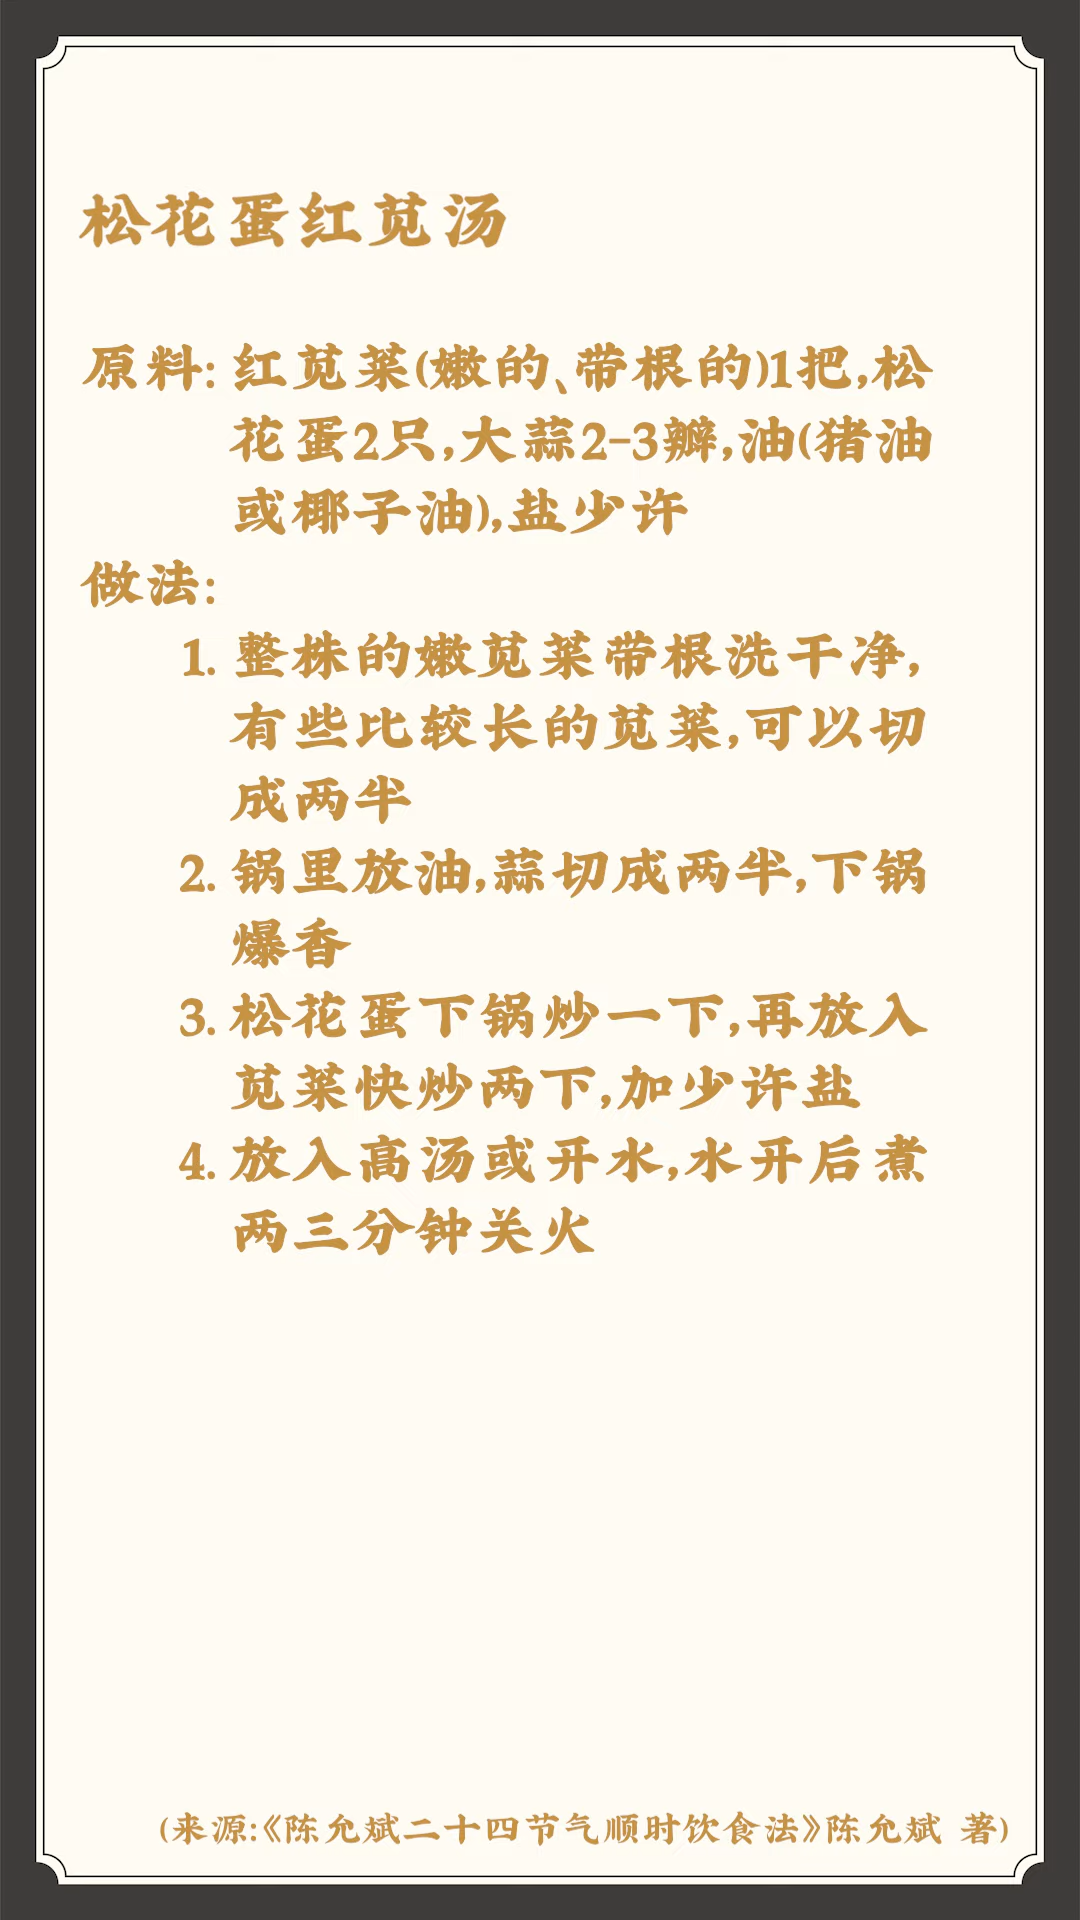 松花蛋红苋汤
原料:红苋菜(嫩的、带根的)1把,松
花蛋2只,大蒜2-3瓣,油(猪油
或椰子油),盐少许
做法:
1. 整株的嫩苋菜带根洗干净,
有些比较长的苋菜,可以切
成两半
2. 锅里放油,蒜切成两半,下锅
爆香
3. 松花蛋下锅炒一下,再放入
苋菜快炒两下,加少许盐
4. 放入高汤或开水,水开后煮
两三分钟关火
(来源:《陈允斌二十四节气顺时饮食法》陈允斌 著)